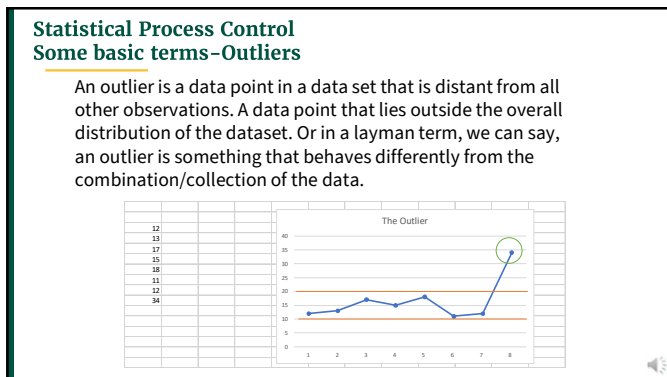 Statistical Process Control
Some basic terms-Outliers
An outlier is a data point in a data set that is distant from all
other observations. A data point that lies outside the overall
distribution of the dataset. Or in a layman term, we can say,
an outlier is something that behaves differently from the
combination/collection of the data.
12
13
17
15
18
11
12
34
The Outlier
40
35
30
25
20
15
10
5
0
1 2 3 4 5 6 7 8